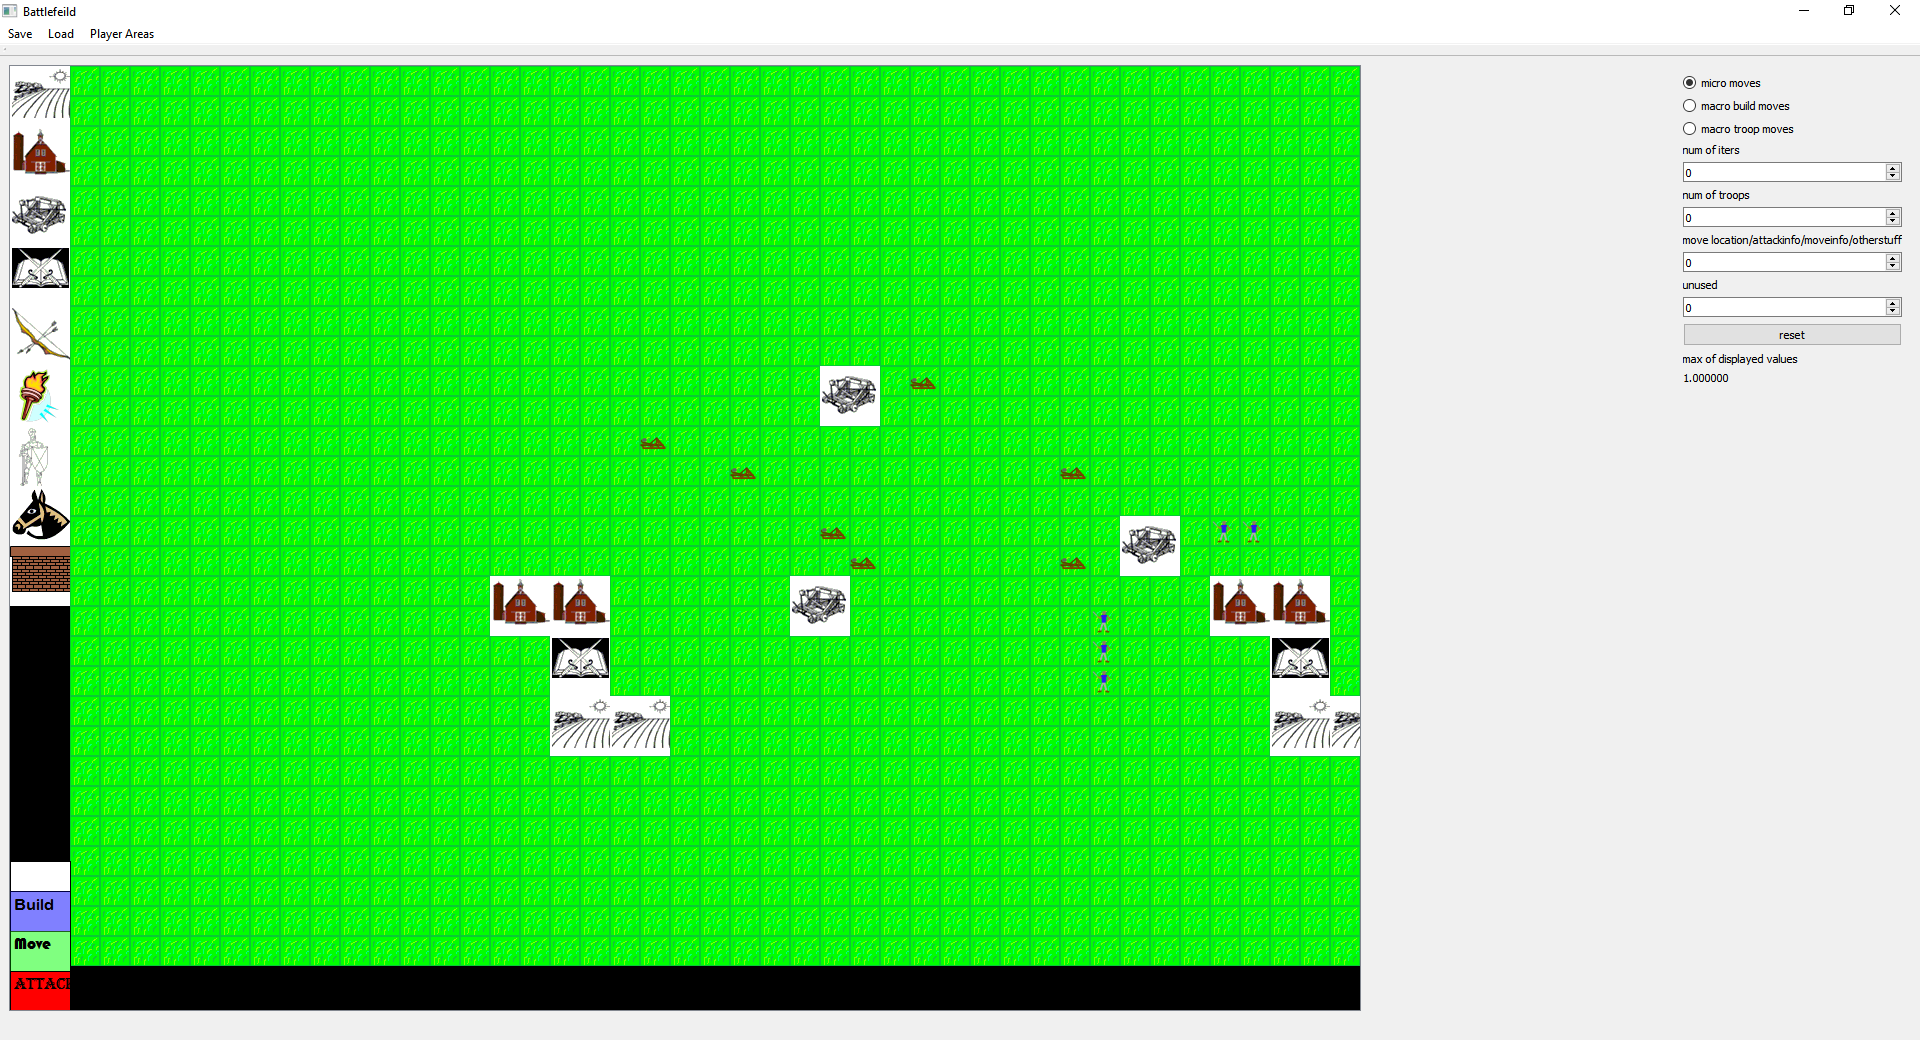 Battlefeild
Save Load Player Areas
micro moves
macro build moves
macro troop moves
num of iters
0
num of troops
0
move location/attackinfo/moveinfo/otherstuff
0
unused
0
reset
max of displayed values
1.000000
Build
Move
ATTACK